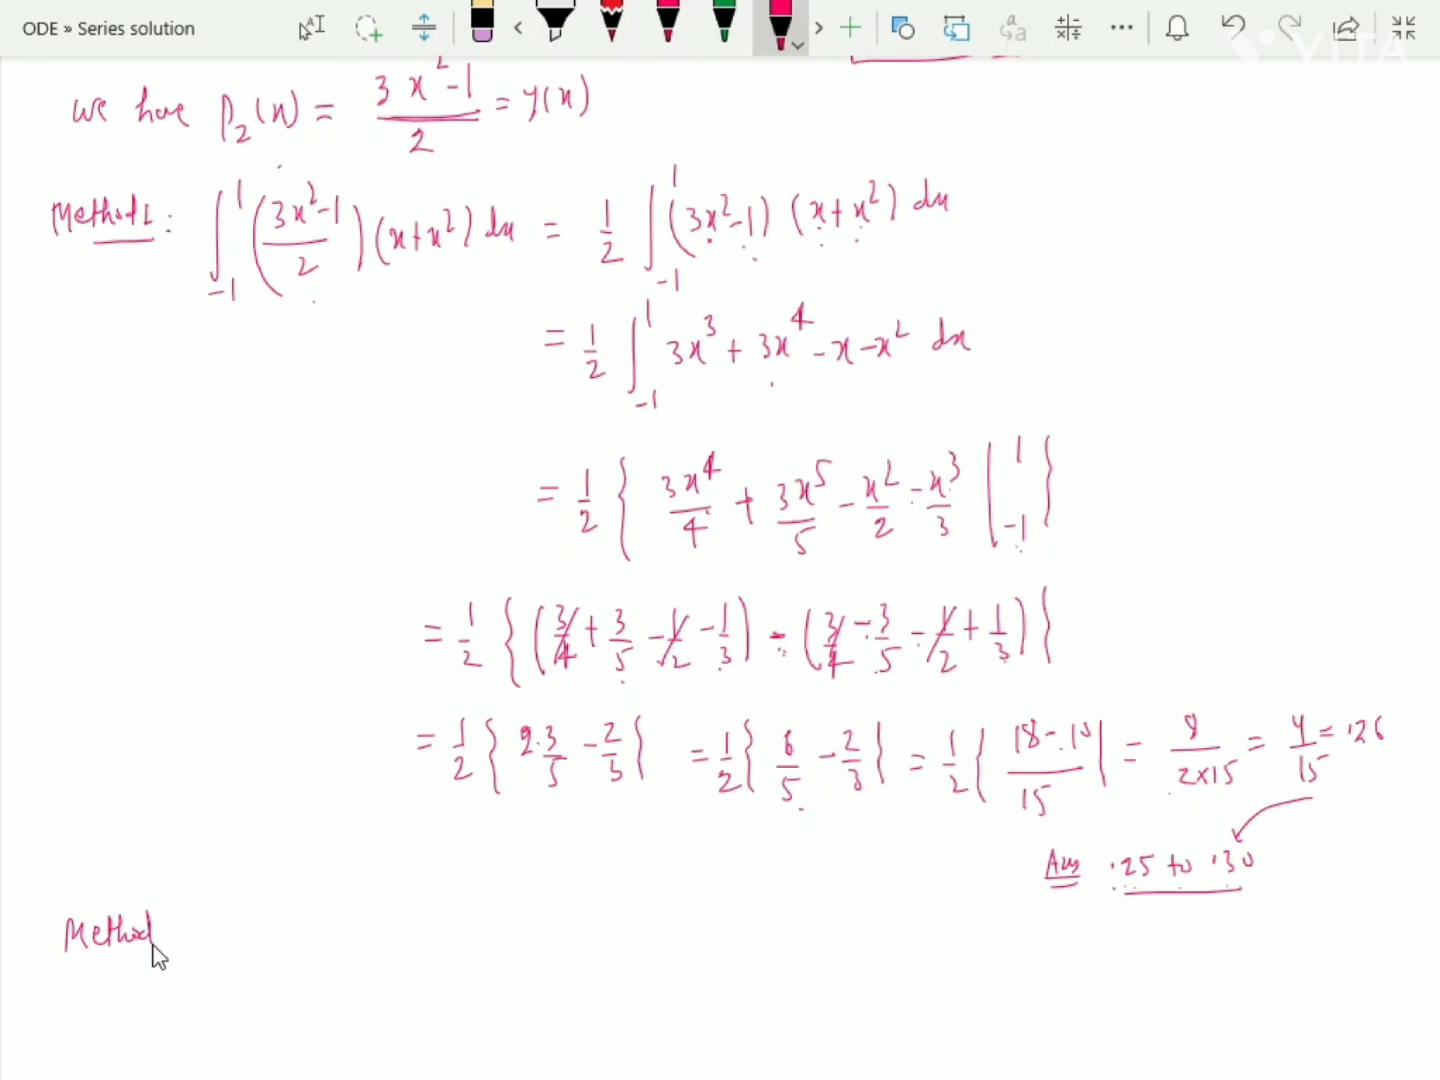 ODE » Series solution
VITA
We have P₂(x) = (3x²-1)/2 = y(x)
Method 1: ∫₋₁¹ ((3x²-1)/2) (x+x²) dx = 1/2 ∫₋₁¹ (3x²-1) (x+x²) dx
= 1/2 ∫₋₁¹ 3x³ + 3x⁴ - x - x² dx
= 1/2 { 3x⁴/4 + 3x⁵/5 - x²/2 - x³/3 |₋₁¹ }
= 1/2 { (3/4 + 3/5 - 1/2 - 1/3) - (3/4 - 3/5 - 1/2 + 1/3) }
= 1/2 { 2·3/5 - 2/3 } = 1/2 { 6/5 - 2/3 } = 1/2 { (18-10)/15 } = 8/(2×15) = 4/15 = .26
Ans .25 to .30
Method